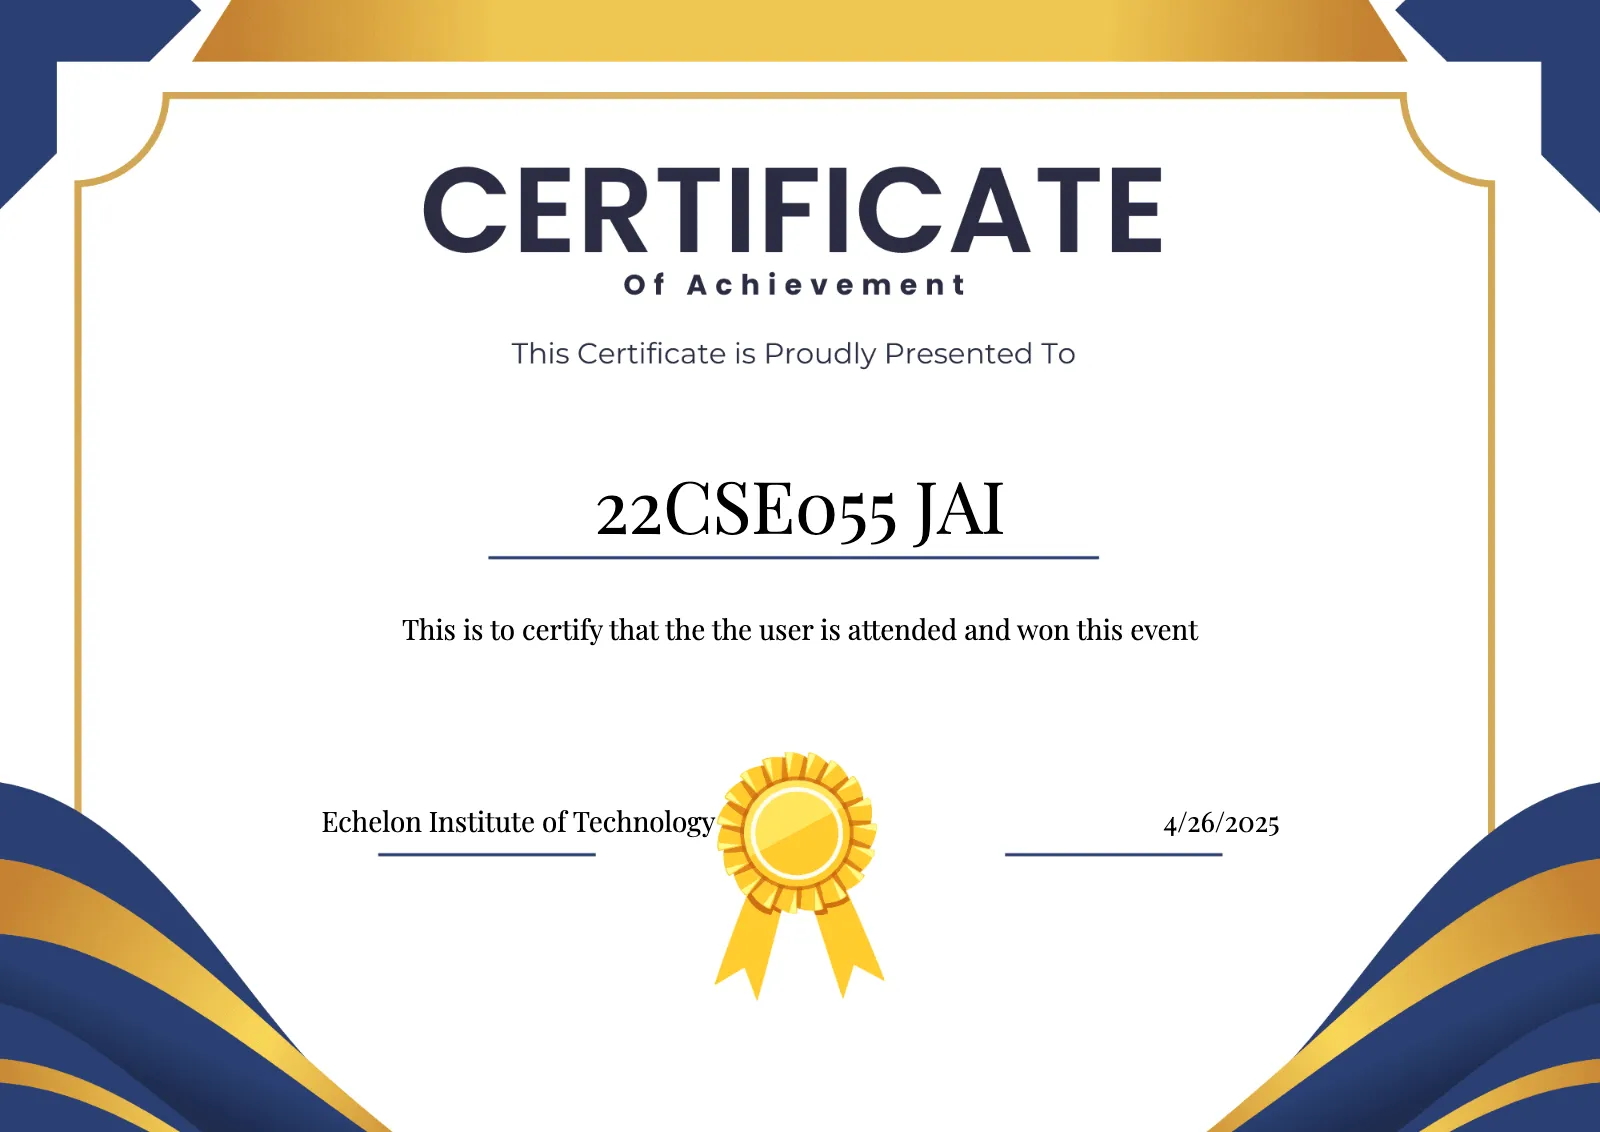 CERTIFICATE
Of Achievement
This Certificate is Proudly Presented To
22CSE055 JAI
This is to certify that the the user is attended and won this event
Echelon Institute of Technology
4/26/2025